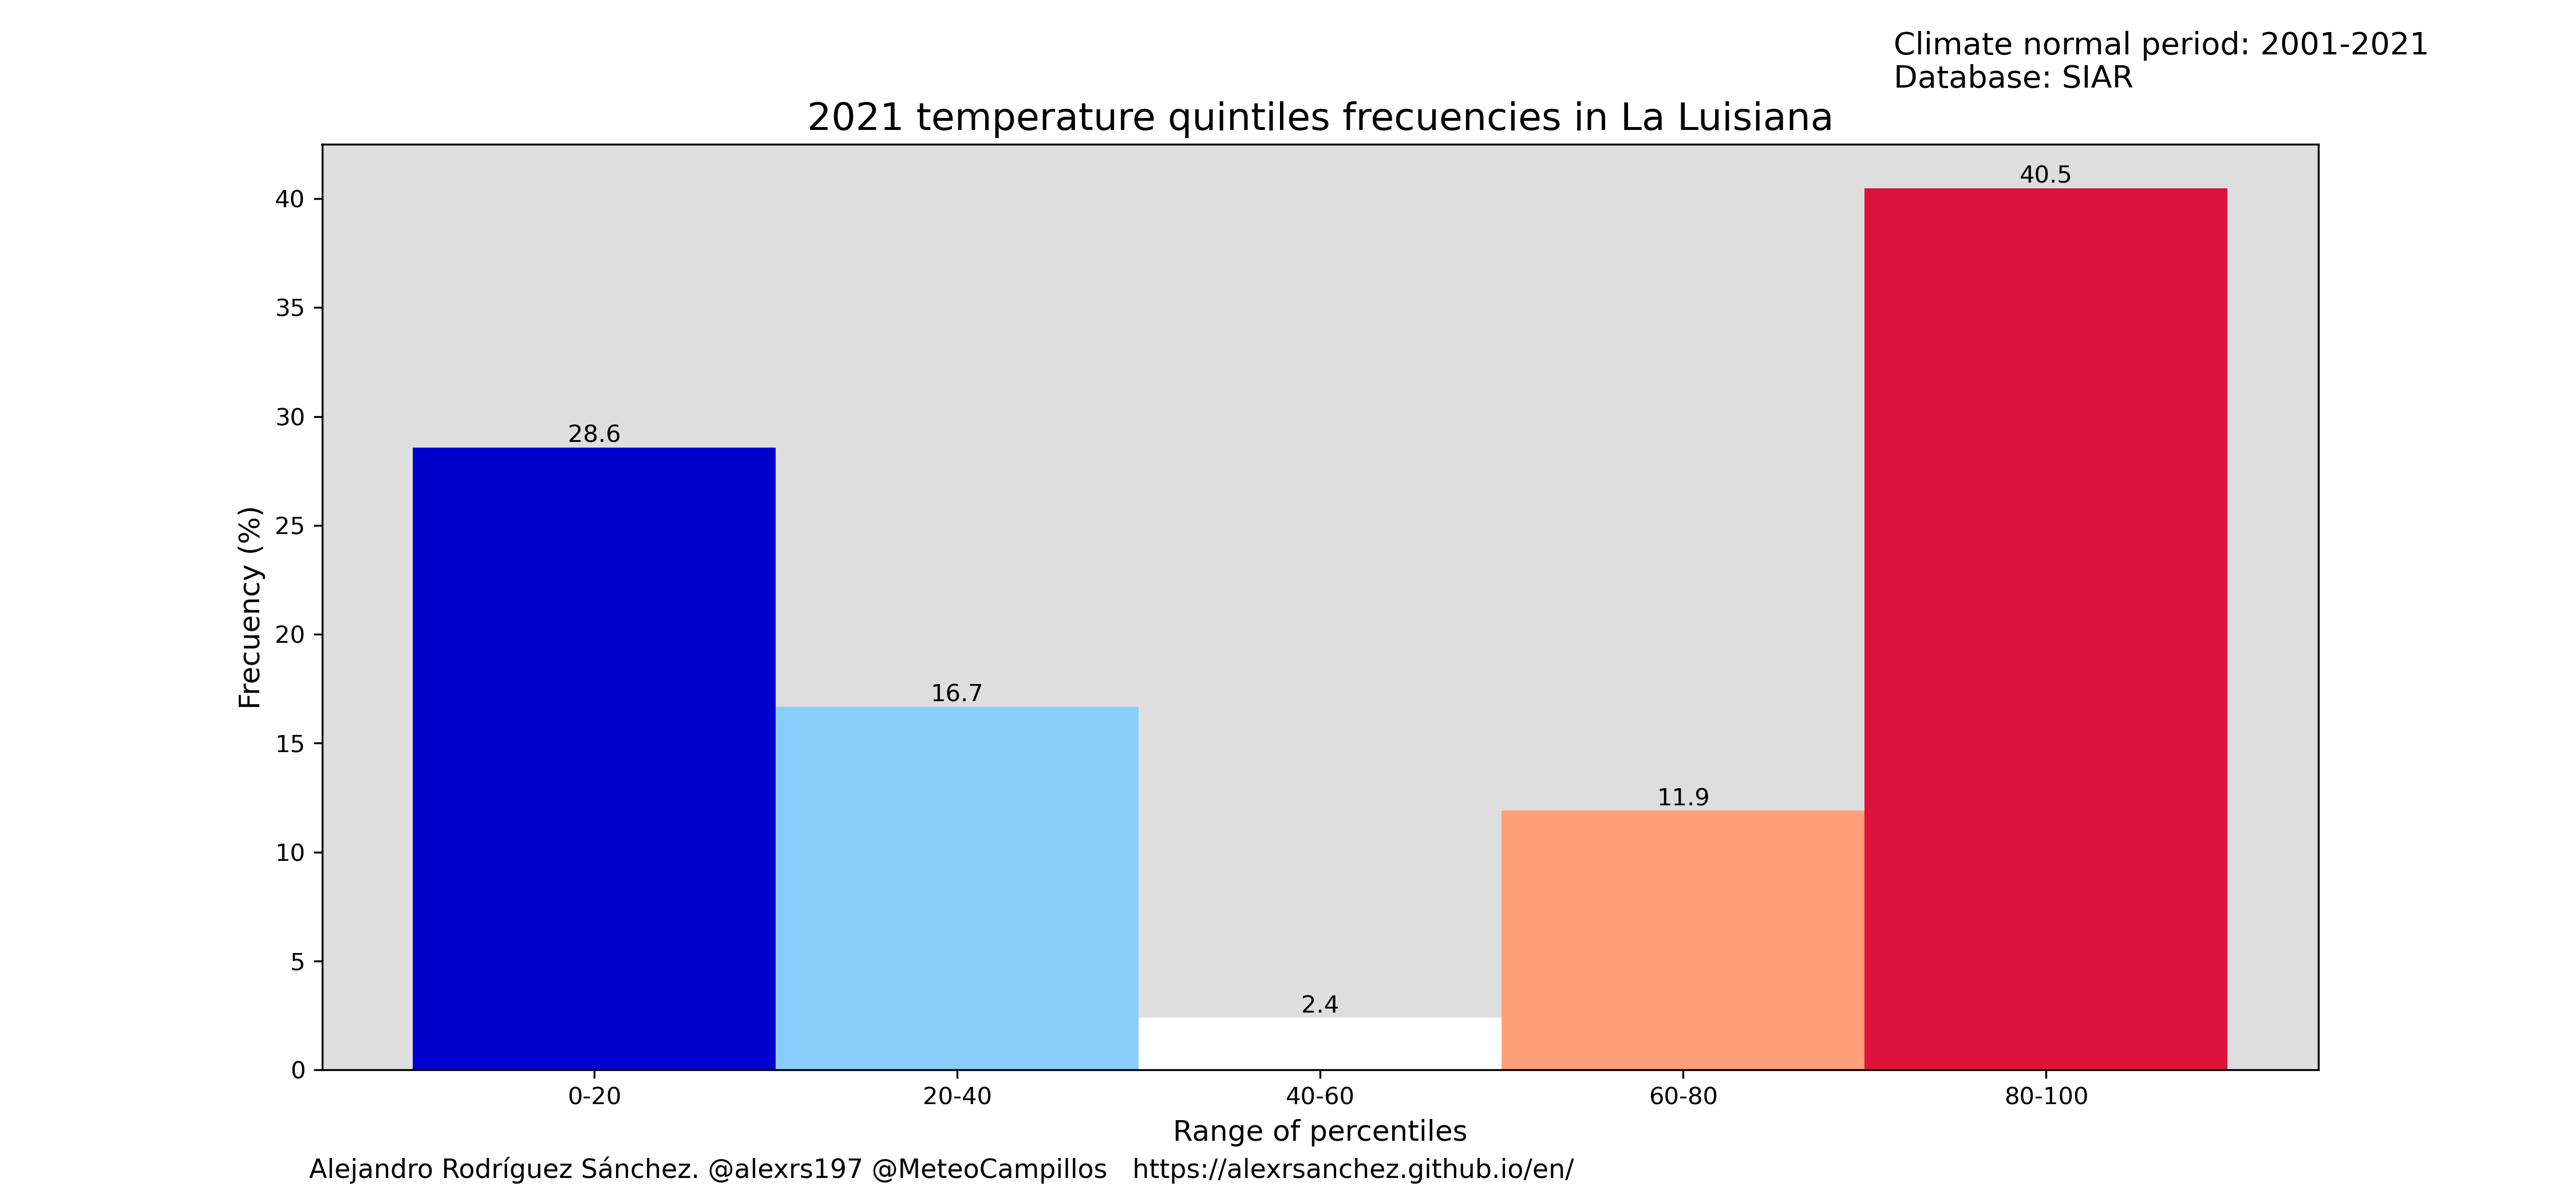 Climate normal period: 2001-2021
Database: SIAR
2021 temperature quintiles frecuencies in La Luisiana
40.5
40
35
30
28.6
25
20
16.7
15
11.9
10
5
2.4
0
Frecuency (%)
0-20 20-40 40-60 60-80 80-100
Range of percentiles
Alejandro Rodríguez Sánchez. @alexrs197 @MeteoCampillos https://alexrsanchez.github.io/en/